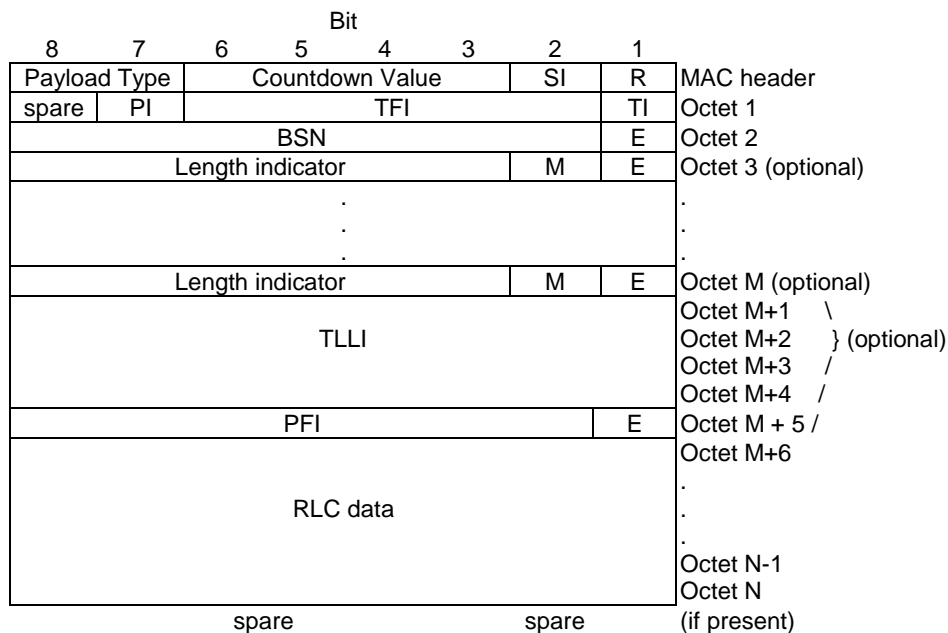 Bit
8 7 6 5 4 3 2 1
Payload Type Countdown Value SI R MAC header
spare PI TFI TI Octet 1
BSN E Octet 2
Length indicator M E Octet 3 (optional)
. .
. .
. .
Length indicator M E Octet M (optional)
Octet M+1 \
TLLI Octet M+2 } (optional)
Octet M+3 /
Octet M+4 /
PFI E Octet M + 5 /
Octet M+6
.
RLC data .
.
Octet N-1
Octet N
spare spare (if present)